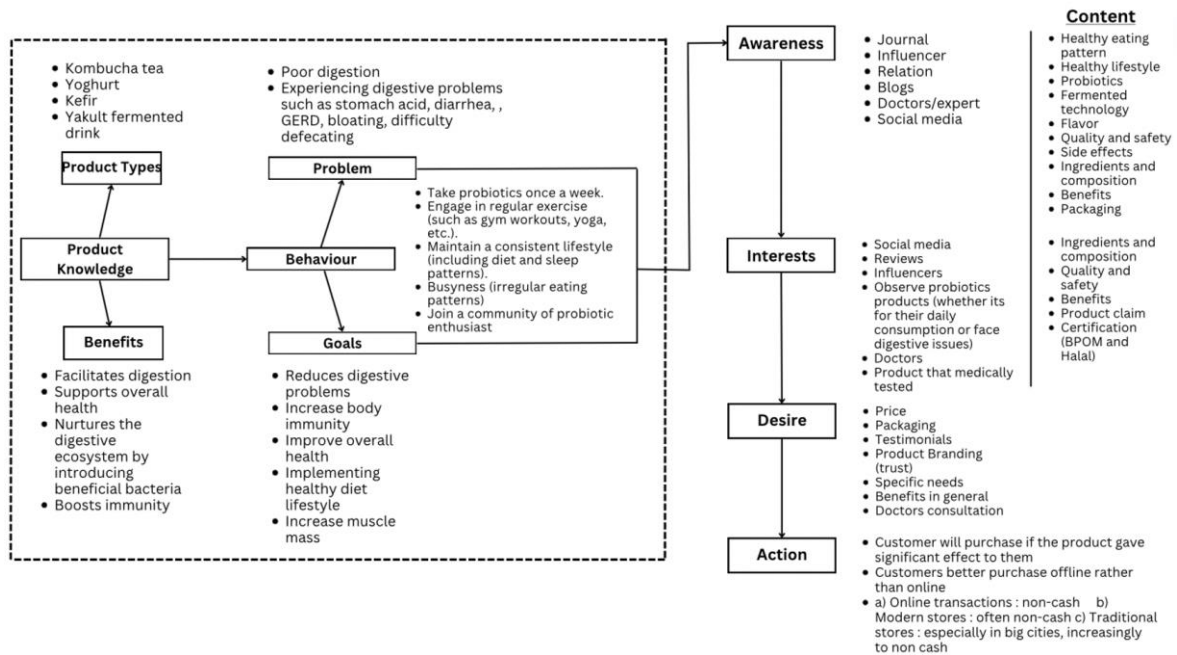 • Kombucha tea
• Yoghurt
• Kefir
• Yakult fermented
drink
Product Types
Product
Knowledge
Benefits
• Facilitates digestion
• Supports overall
health
• Nurtures the
digestive
ecosystem by
introducing
beneficial bacteria
• Boosts immunity
• Poor digestion
• Experiencing digestive problems
such as stomach acid, diarrhea, ,
GERD, bloating, difficulty
defecating
Problem
Behaviour
• Take probiotics once a week.
• Engage in regular exercise
(such as gym workouts, yoga,
etc.).
• Maintain a consistent lifestyle
(including diet and sleep
patterns).
• Busyness (irregular eating
patterns)
• Join a community of probiotic
enthusiast
Goals
• Reduces digestive
problems
• Increase body
immunity
• Improve overall
health
• Implementing
healthy diet
lifestyle
• Increase muscle
mass
Awareness
• Journal
• Influencer
• Relation
• Blogs
• Doctors/expert
• Social media
Content
• Healthy eating
pattern
• Healthy lifestyle
• Probiotics
• Fermented
technology
• Flavor
• Quality and safety
• Side effects
• Ingredients and
composition
• Benefits
• Packaging
Interests
• Social media
• Reviews
• Influencers
• Observe probiotics
products (whether its
for their daily
consumption or face
digestive issues)
• Doctors
• Product that medically
tested
• Ingredients and
composition
• Quality and
safety
• Benefits
• Product claim
• Certification
(BPOM and
Halal)
Desire
• Price
• Packaging
• Testimonials
• Product Branding
(trust)
• Specific needs
• Benefits in general
• Doctors consultation
Action
• Customer will purchase if the product gave
significant effect to them
• Customers better purchase offline rather
than online
• a) Online transactions : non-cash b)
Modern stores : often non-cash c) Traditional
stores : especially in big cities, increasingly
to non cash